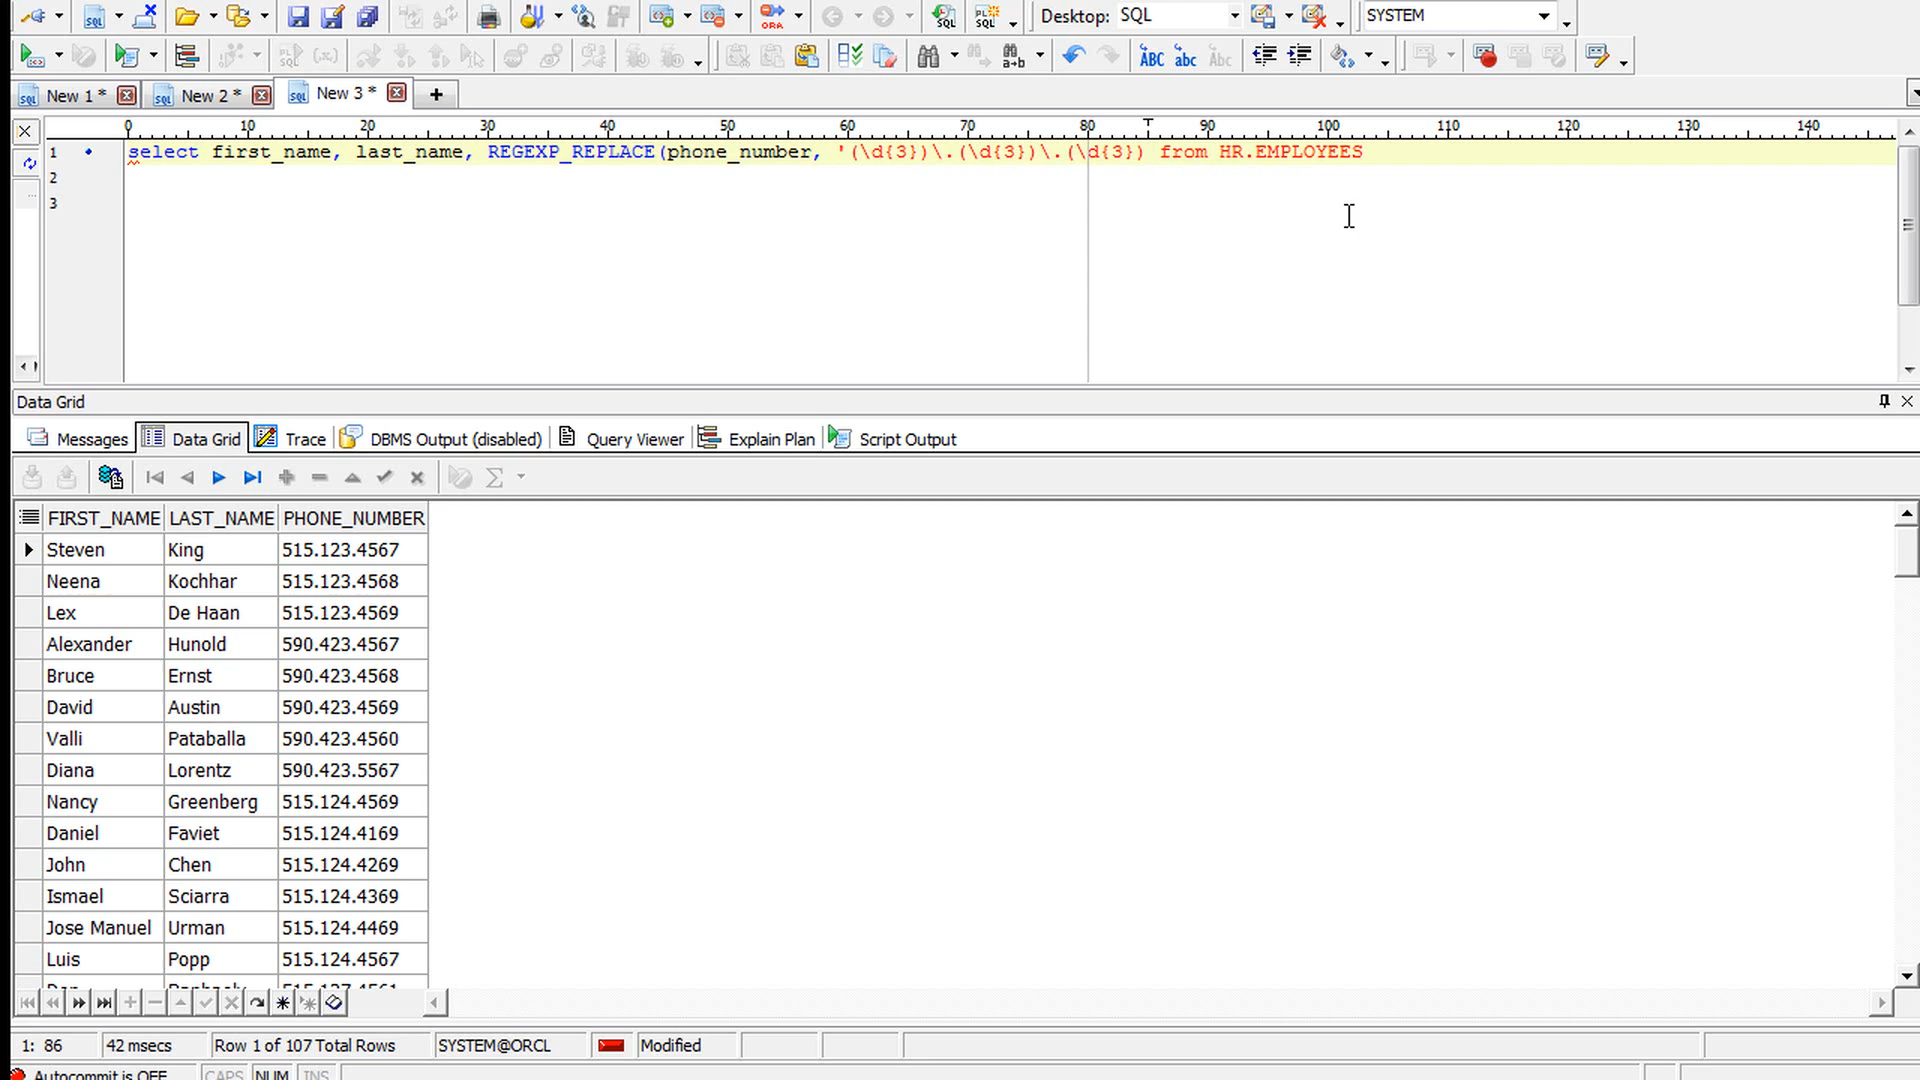 Desktop: SQL SYSTEM
New 1 * New 2 * New 3 *
0 10 20 30 40 50 60 70 80 90 100 110 120 130 140
1 select first_name, last_name, REGEXP_REPLACE(phone_number, '(\d{3})\.(\d{3})\.(\d{3}) from HR.EMPLOYEES
2
3
Data Grid
Messages Data Grid Trace DBMS Output (disabled) Query Viewer Explain Plan Script Output
FIRST_NAME LAST_NAME PHONE_NUMBER
Steven King 515.123.4567
Neena Kochhar 515.123.4568
Lex De Haan 515.123.4569
Alexander Hunold 590.423.4567
Bruce Ernst 590.423.4568
David Austin 590.423.4569
Valli Pataballa 590.423.4560
Diana Lorentz 590.423.5567
Nancy Greenberg 515.124.4569
Daniel Faviet 515.124.4169
John Chen 515.124.4269
Ismael Sciarra 515.124.4369
Jose Manuel Urman 515.124.4469
Luis Popp 515.124.4567
1: 86 42 msecs Row 1 of 107 Total Rows SYSTEM@ORCL Modified
Autocommit is OFF CAPS NUM INS